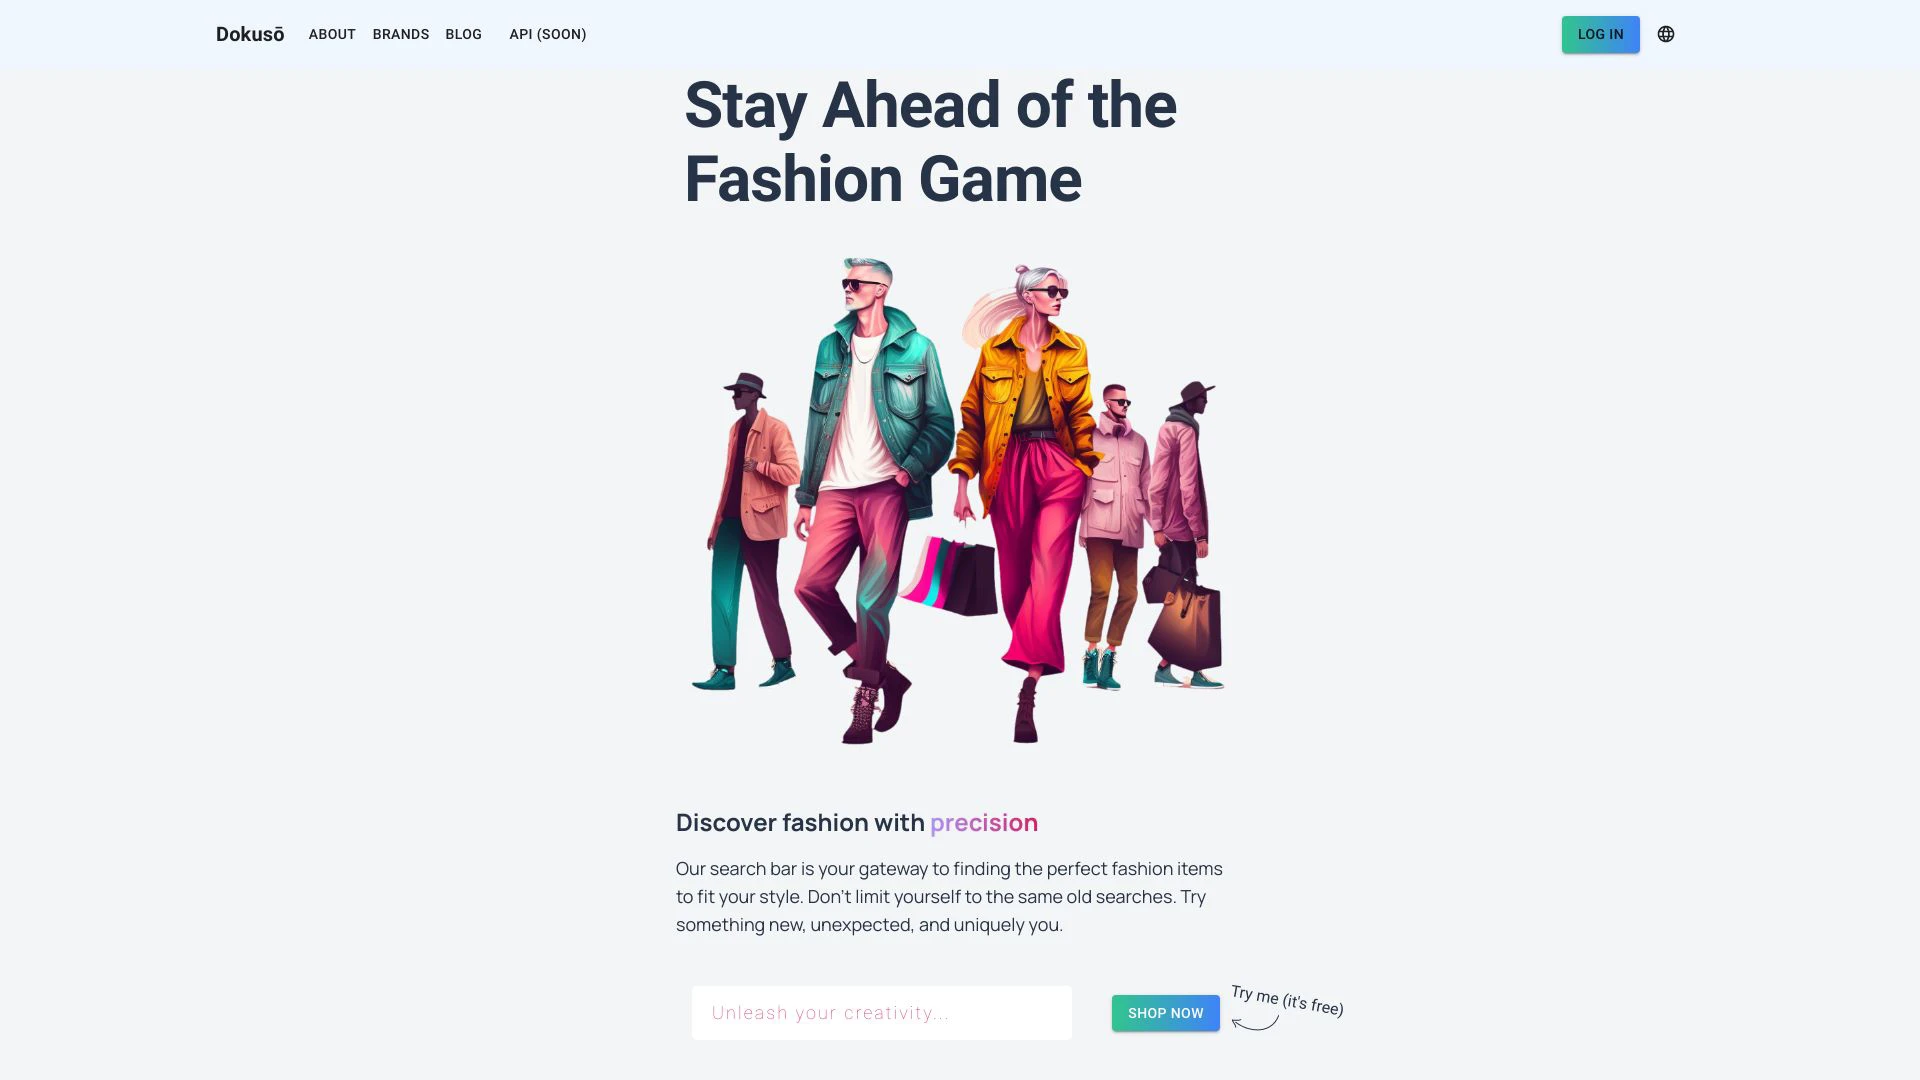 Dokusō ABOUT BRANDS BLOG API (SOON) LOG IN
Stay Ahead of the
Fashion Game
Discover fashion with precision
Our search bar is your gateway to finding the perfect fashion items
to fit your style. Don't limit yourself to the same old searches. Try
something new, unexpected, and uniquely you.
Unleash your creativity...
SHOP NOW
Try me (it's free)